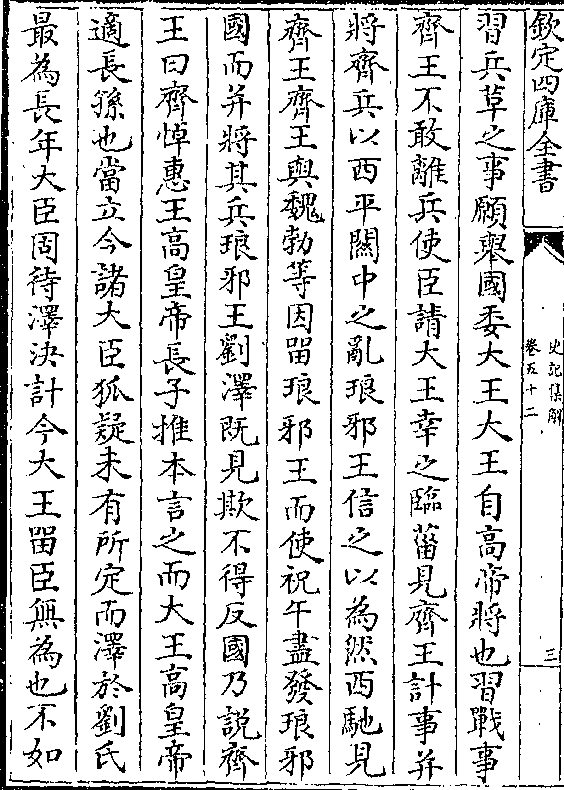 欽定四庫全書
史記集解
卷五十二
三
習兵革之事願舉國委大王大王自高帝將也習戰事
齊王不敢離兵使臣請大王幸之臨菑見齊王計事并
將齊兵以西平關中之亂琅邪王信之以為然西馳見
齊王齊王與魏勃等因留琅邪王而使祝午盡發琅邪
國而并將其兵琅邪王劉澤既見欺不得反國乃說齊
王曰齊悼惠王高皇帝長子推本言之而大王高皇帝
適長孫也當立今諸大臣狐疑未有所定而澤於劉氏
最為長年大臣固待澤決計今大王留臣無為也不如